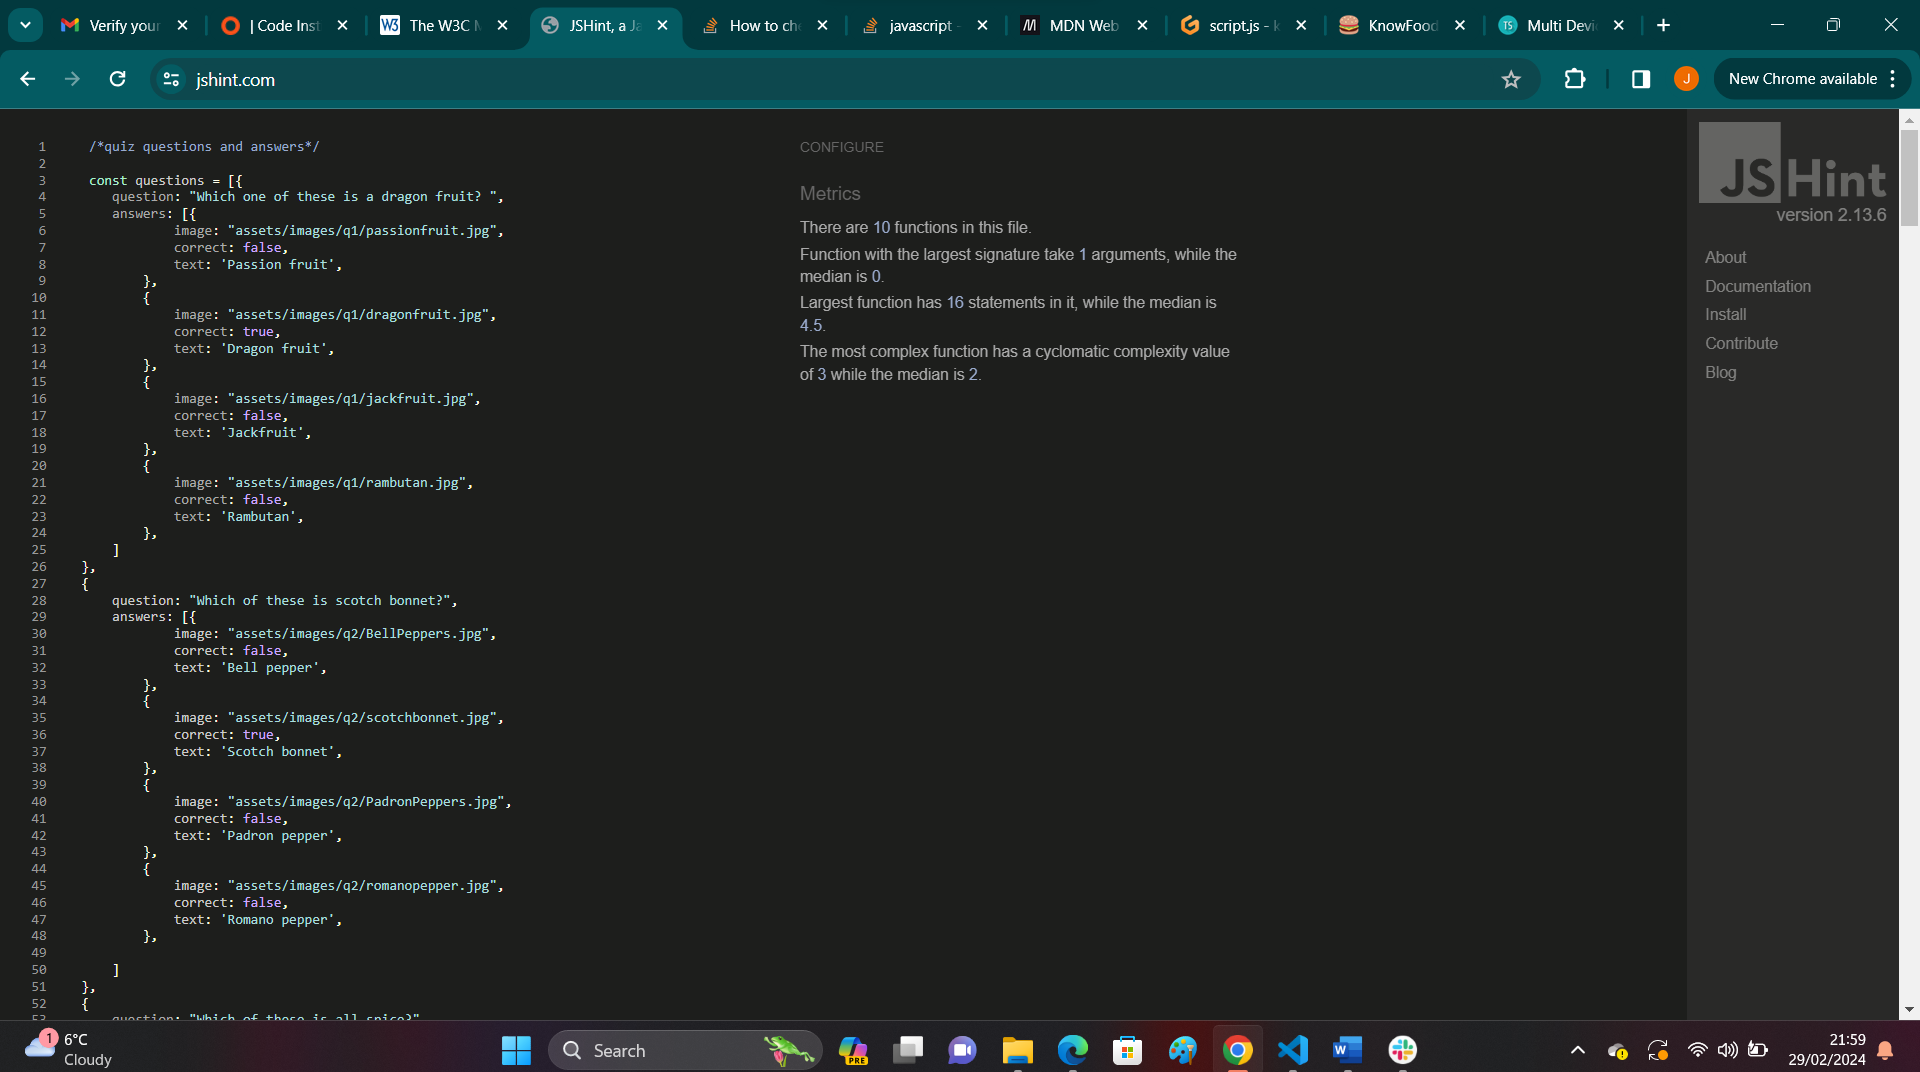 Verify your
| Code Inst
W3 The W3C M
JSHint, a Ja
How to che
javascript -
M MDN Web
script.js - k
KnowFood
TS Multi Devi
jshint.com
J
New Chrome available
1 /*quiz questions and answers*/
2
3 const questions = [{
4 question: "Which one of these is a dragon fruit? ",
5 answers: [{
6 image: "assets/images/q1/passionfruit.jpg",
7 correct: false,
8 text: 'Passion fruit',
9 },
10 {
11 image: "assets/images/q1/dragonfruit.jpg",
12 correct: true,
13 text: 'Dragon fruit',
14 },
15 {
16 image: "assets/images/q1/jackfruit.jpg",
17 correct: false,
18 text: 'Jackfruit',
19 },
20 {
21 image: "assets/images/q1/rambutan.jpg",
22 correct: false,
23 text: 'Rambutan',
24 },
25 ]
26 },
27 {
28 question: "Which of these is scotch bonnet?",
29 answers: [{
30 image: "assets/images/q2/BellPeppers.jpg",
31 correct: false,
32 text: 'Bell pepper',
33 },
34 {
35 image: "assets/images/q2/scotchbonnet.jpg",
36 correct: true,
37 text: 'Scotch bonnet',
38 },
39 {
40 image: "assets/images/q2/PadronPeppers.jpg",
41 correct: false,
42 text: 'Padron pepper',
43 },
44 {
45 image: "assets/images/q2/romanopepper.jpg",
46 correct: false,
47 text: 'Romano pepper',
48 },
49
50 ]
51 },
52 {
53 question: "Which of these is all spice?"
CONFIGURE
Metrics
There are 10 functions in this file.
Function with the largest signature take 1 arguments, while the
median is 0.
Largest function has 16 statements in it, while the median is
4.5.
The most complex function has a cyclomatic complexity value
of 3 while the median is 2.
JSHint
version 2.13.6
About
Documentation
Install
Contribute
Blog
1
6°C
Cloudy
Search
PRE
W
21:59
29/02/2024